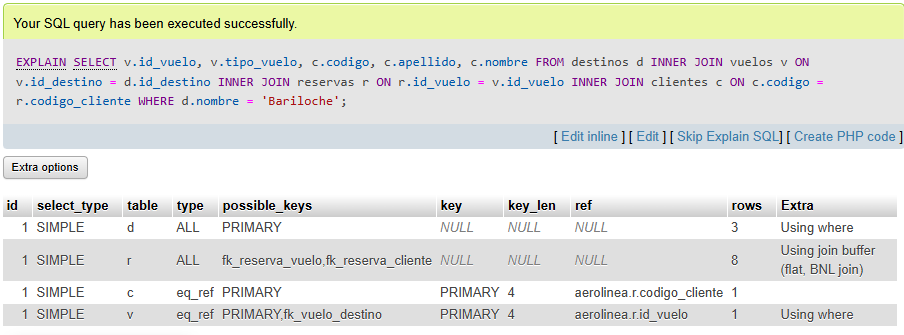 Your SQL query has been executed successfully.
EXPLAIN SELECT v.id_vuelo, v.tipo_vuelo, c.codigo, c.apellido, c.nombre FROM destinos d INNER JOIN vuelos v ON
v.id_destino = d.id_destino INNER JOIN reservas r ON r.id_vuelo = v.id_vuelo INNER JOIN clientes c ON c.codigo =
r.codigo_cliente WHERE d.nombre = 'Bariloche';
[ Edit inline ] [ Edit ] [ Skip Explain SQL] [ Create PHP code ]
Extra options
id select_type table type possible_keys key key_len ref rows Extra
1 SIMPLE d ALL PRIMARY NULL NULL NULL 3 Using where
1 SIMPLE r ALL fk_reserva_vuelo,fk_reserva_cliente NULL NULL NULL 8 Using join buffer
(flat, BNL join)
1 SIMPLE c eq_ref PRIMARY PRIMARY 4 aerolinea.r.codigo_cliente 1
1 SIMPLE v eq_ref PRIMARY,fk_vuelo_destino PRIMARY 4 aerolinea.r.id_vuelo 1 Using where